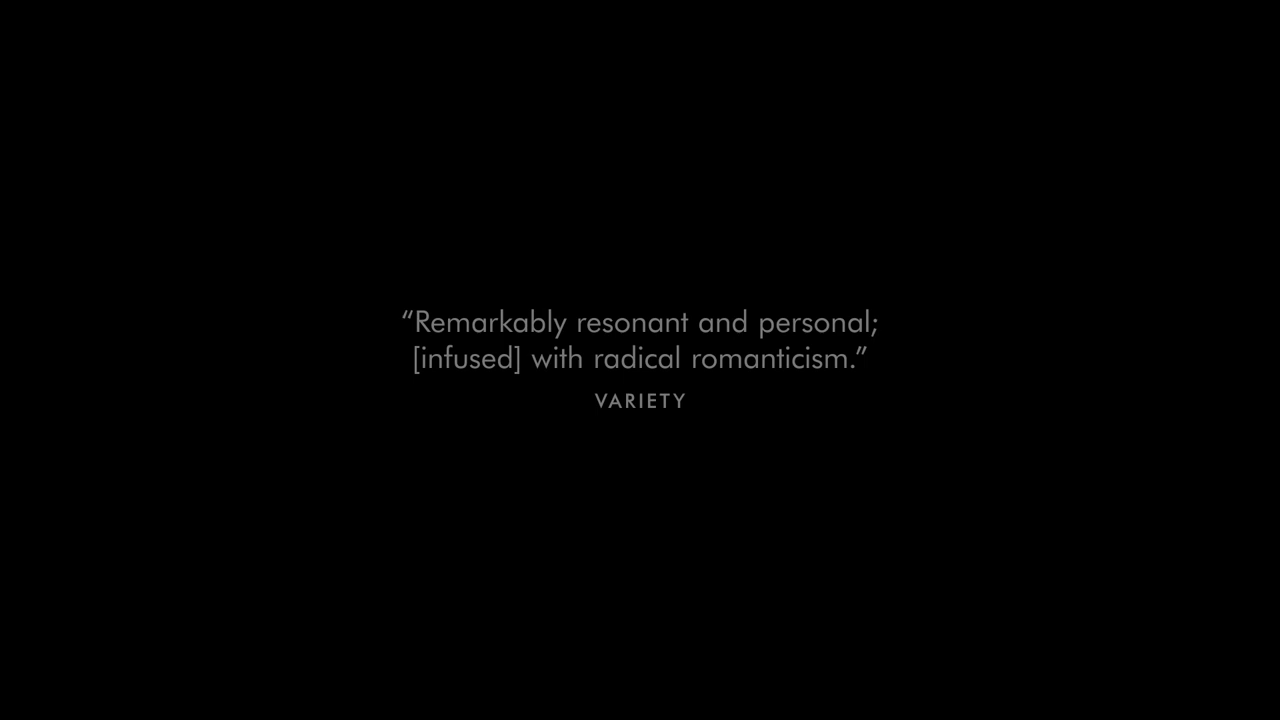 “Remarkably resonant and personal;
[infused] with radical romanticism.”
VARIETY